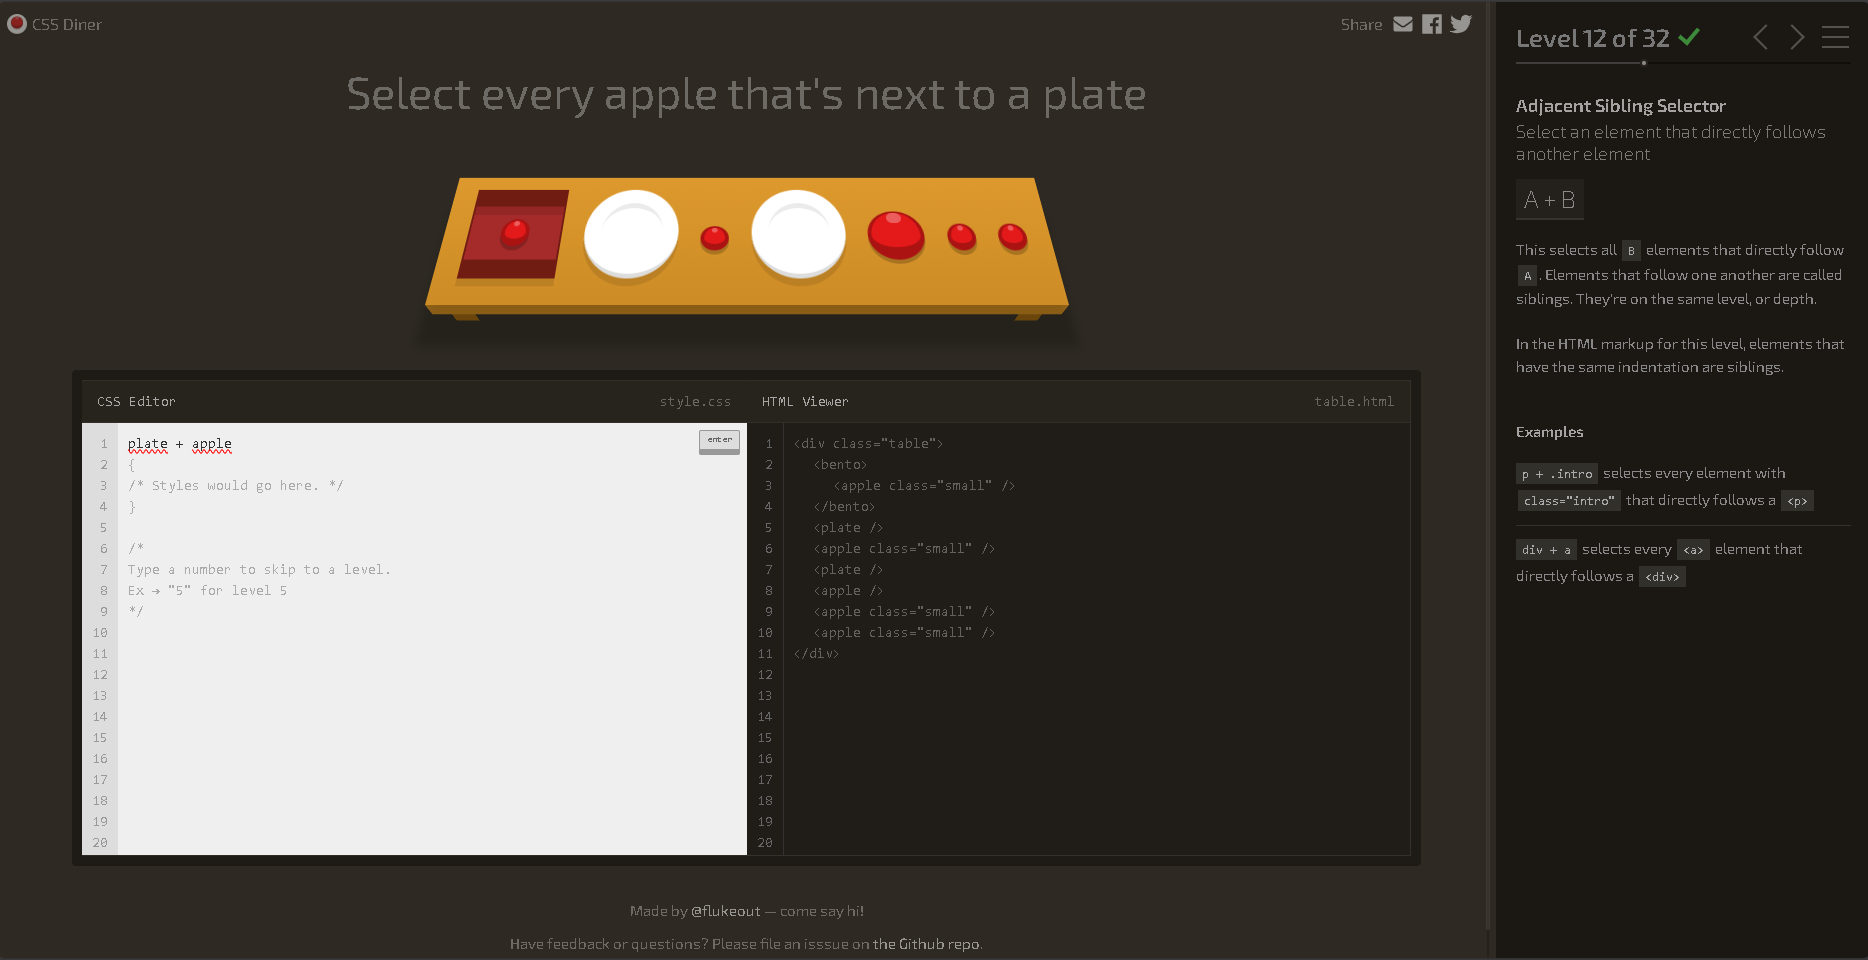 CSS Diner
Share
Select every apple that's next to a plate
CSS Editor
style.css
1 plate + apple
enter
2 {
3 /* Styles would go here. */
4 }
5
6 /*
7 Type a number to skip to a level.
8 Ex → "5" for level 5
9 */
10
11
12
13
14
15
16
17
18
19
20
HTML Viewer
table.html
1 <div class="table">
2 <bento>
3 <apple class="small" />
4 </bento>
5 <plate />
6 <apple class="small" />
7 <plate />
8 <apple />
9 <apple class="small" />
10 <apple class="small" />
11 </div>
12
13
14
15
16
17
18
19
20
Made by @flukeout — come say hi!
Have feedback or questions? Please file an isssue on the Github repo.
Level 12 of 32
Adjacent Sibling Selector
Select an element that directly follows
another element
A + B
This selects all B elements that directly follow
A . Elements that follow one another are called
siblings. They're on the same level, or depth.
In the HTML markup for this level, elements that
have the same indentation are siblings.
Examples
p + .intro selects every element with
class="intro" that directly follows a <p>
div + a selects every <a> element that
directly follows a <div>